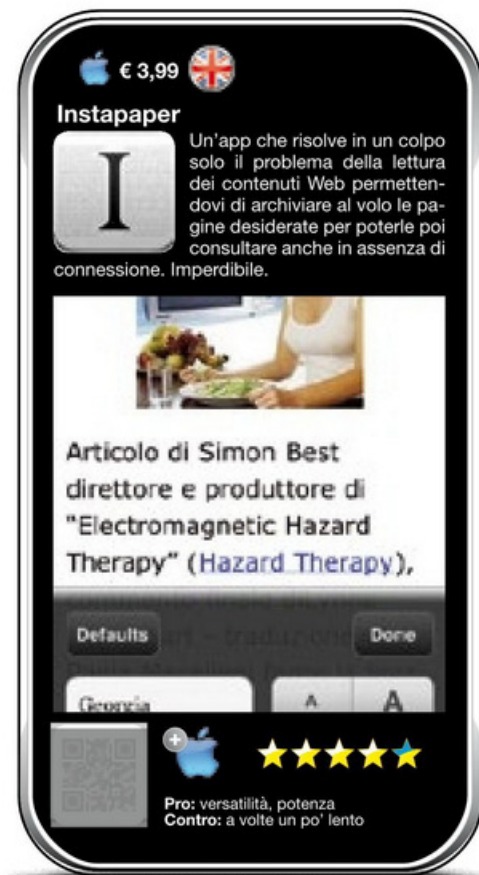 € 3,99
Instapaper
I
Un'app che risolve in un colpo
solo il problema della lettura
dei contenuti Web permetten-
dovi di archiviare al volo le pa-
gine desiderate per poterle poi
consultare anche in assenza di
connessione. Imperdibile.
Articolo di Simon Best
direttore e produttore di
"Electromagnetic Hazard
Therapy" (Hazard Therapy),
Defaults Done
Georgia A A
Pro: versatilità, potenza
Contro: a volte un po' lento